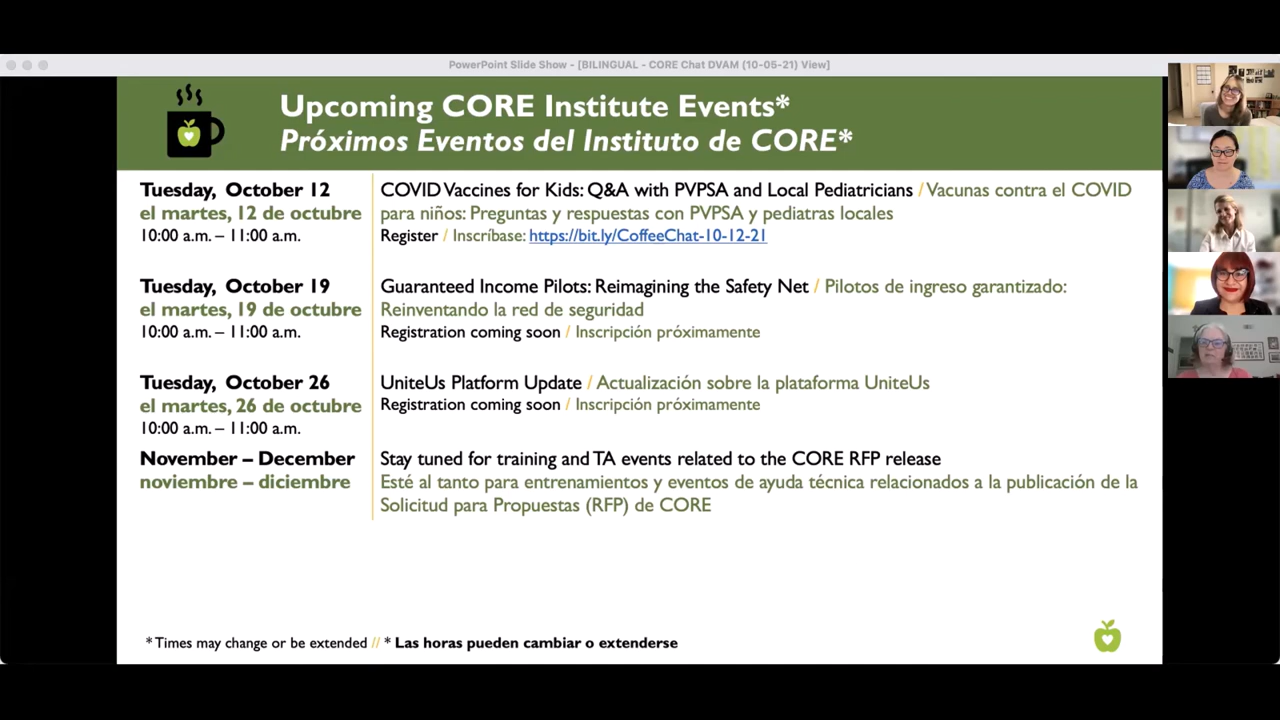 PowerPoint Slide Show - [BILINGUAL - CORE Chat DVAM (10-05-21) View]
Upcoming CORE Institute Events*
Próximos Eventos del Instituto de CORE*
Tuesday, October 12
el martes, 12 de octubre
10:00 a.m. – 11:00 a.m.
COVID Vaccines for Kids: Q&A with PVPSA and Local Pediatricians / Vacunas contra el COVID
para niños: Preguntas y respuestas con PVPSA y pediatras locales
Register / Inscríbase: https://bit.ly/CoffeeChat-10-12-21
Tuesday, October 19
el martes, 19 de octubre
10:00 a.m. – 11:00 a.m.
Guaranteed Income Pilots: Reimagining the Safety Net / Pilotos de ingreso garantizado:
Reinventando la red de seguridad
Registration coming soon / Inscripción próximamente
Tuesday, October 26
el martes, 26 de octubre
10:00 a.m. – 11:00 a.m.
UniteUs Platform Update / Actualización sobre la plataforma UniteUs
Registration coming soon / Inscripción próximamente
November – December
noviembre – diciembre
Stay tuned for training and TA events related to the CORE RFP release
Esté al tanto para entrenamientos y eventos de ayuda técnica relacionados a la publicación de la
Solicitud para Propuestas (RFP) de CORE
* Times may change or be extended // * Las horas pueden cambiar o extenderse